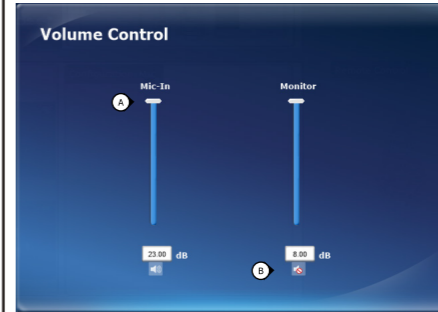 Volume Control
Mic-In Monitor
A
23.00 dB 8.00 dB
B